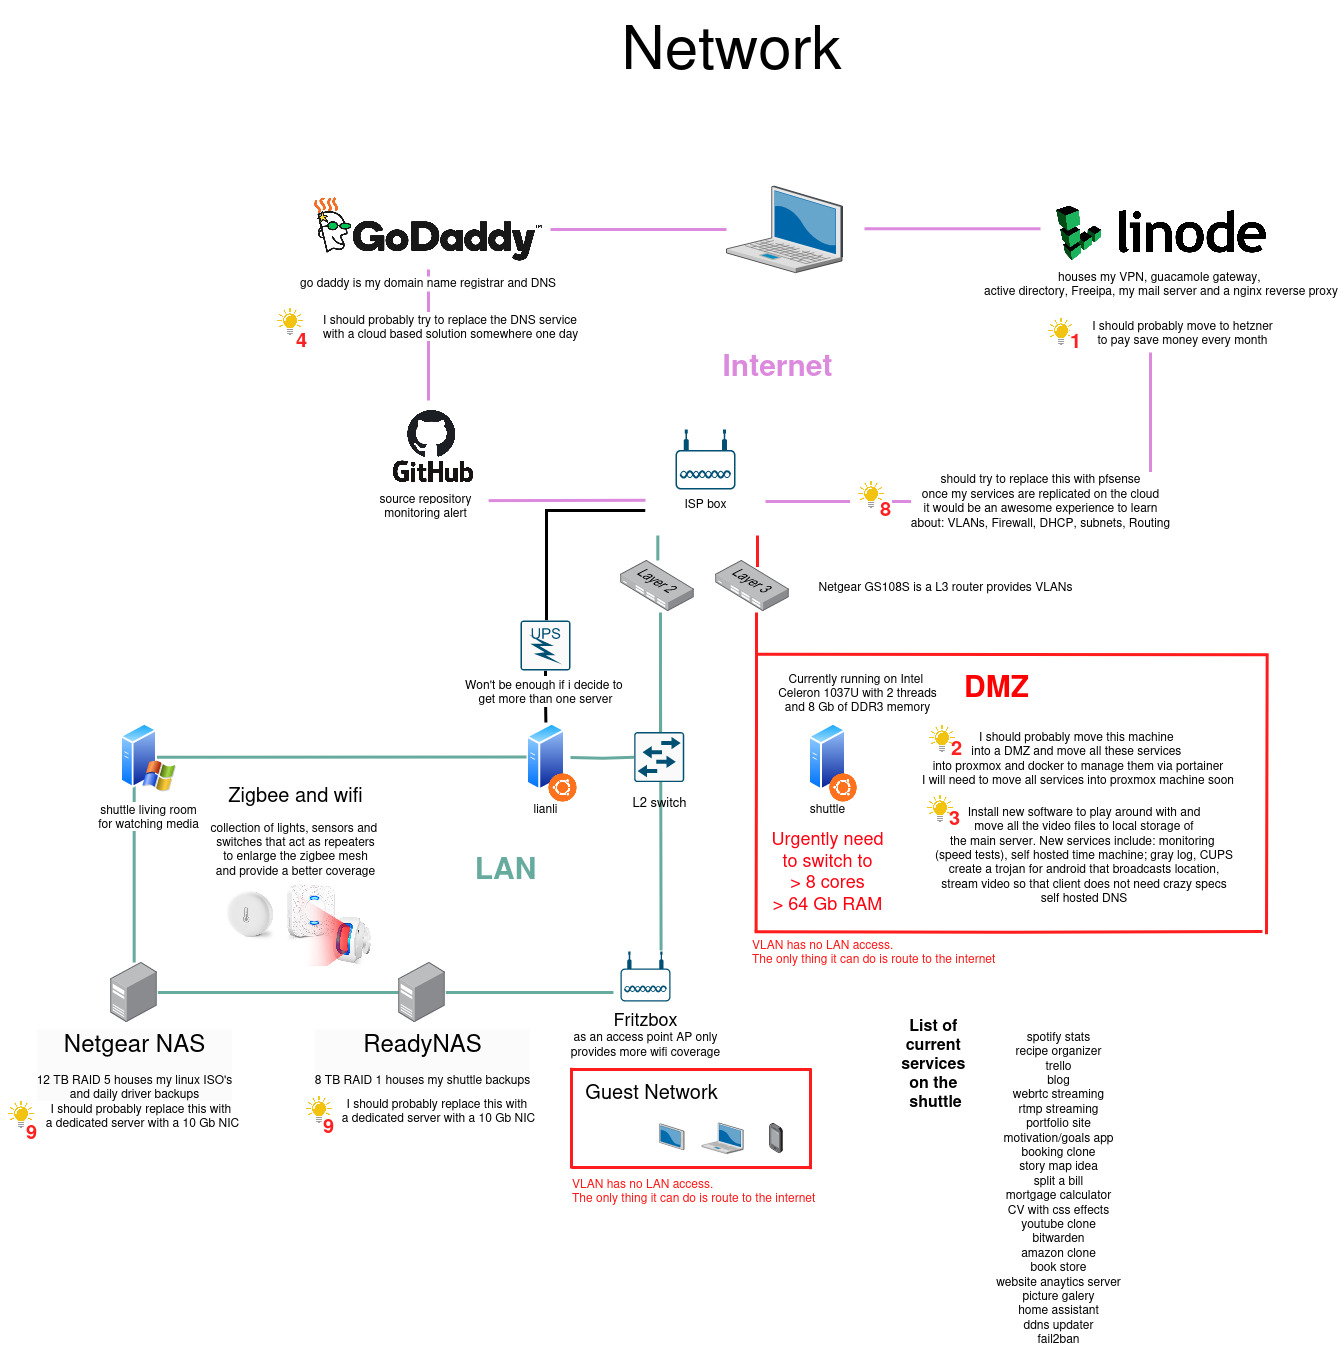 Network
GoDaddy™
linode
go daddy is my domain name registrar and DNS
houses my VPN, guacamole gateway,
active directory, Freeipa, my mail server and a nginx reverse proxy
4
I should probably try to replace the DNS service
with a cloud based solution somewhere one day
1
I should probably move to hetzner
to pay save money every month
Internet
GitHub
source repository
monitoring alert
ISP box
8
should try to replace this with pfsense
once my services are replicated on the cloud
it would be an awesome experience to learn
about: VLANs, Firewall, DHCP, subnets, Routing
Layer 2
Layer 3
Netgear GS108S is a L3 router provides VLANs
UPS
Won't be enough if i decide to
get more than one server
Currently running on Intel
Celeron 1037U with 2 threads
and 8 Gb of DDR3 memory
DMZ
2
I should probably move this machine
into a DMZ and move all these services
into proxmox and docker to manage them via portainer
I will need to move all services into proxmox machine soon
shuttle
3
Install new software to play around with and
move all the video files to local storage of
the main server. New services include: monitoring
(speed tests), self hosted time machine; gray log, CUPS
create a trojan for android that broadcasts location,
stream video so that client does not need crazy specs
self hosted DNS
Urgently need
to switch to
> 8 cores
> 64 Gb RAM
VLAN has no LAN access.
The only thing it can do is route to the internet
shuttle living room
for watching media
lianli
L2 switch
Zigbee and wifi
collection of lights, sensors and
switches that act as repeaters
to enlarge the zigbee mesh
and provide a better coverage
LAN
Netgear NAS
12 TB RAID 5 houses my linux ISO's
and daily driver backups
9
I should probably replace this with
a dedicated server with a 10 Gb NIC
ReadyNAS
8 TB RAID 1 houses my shuttle backups
9
I should probably replace this with
a dedicated server with a 10 Gb NIC
Fritzbox
as an access point AP only
provides more wifi coverage
Guest Network
VLAN has no LAN access.
The only thing it can do is route to the internet
List of
current
services
on the
shuttle
spotify stats
recipe organizer
trello
blog
webrtc streaming
rtmp streaming
portfolio site
motivation/goals app
booking clone
story map idea
split a bill
mortgage calculator
CV with css effects
youtube clone
bitwarden
amazon clone
book store
website anaytics server
picture galery
home assistant
ddns updater
fail2ban